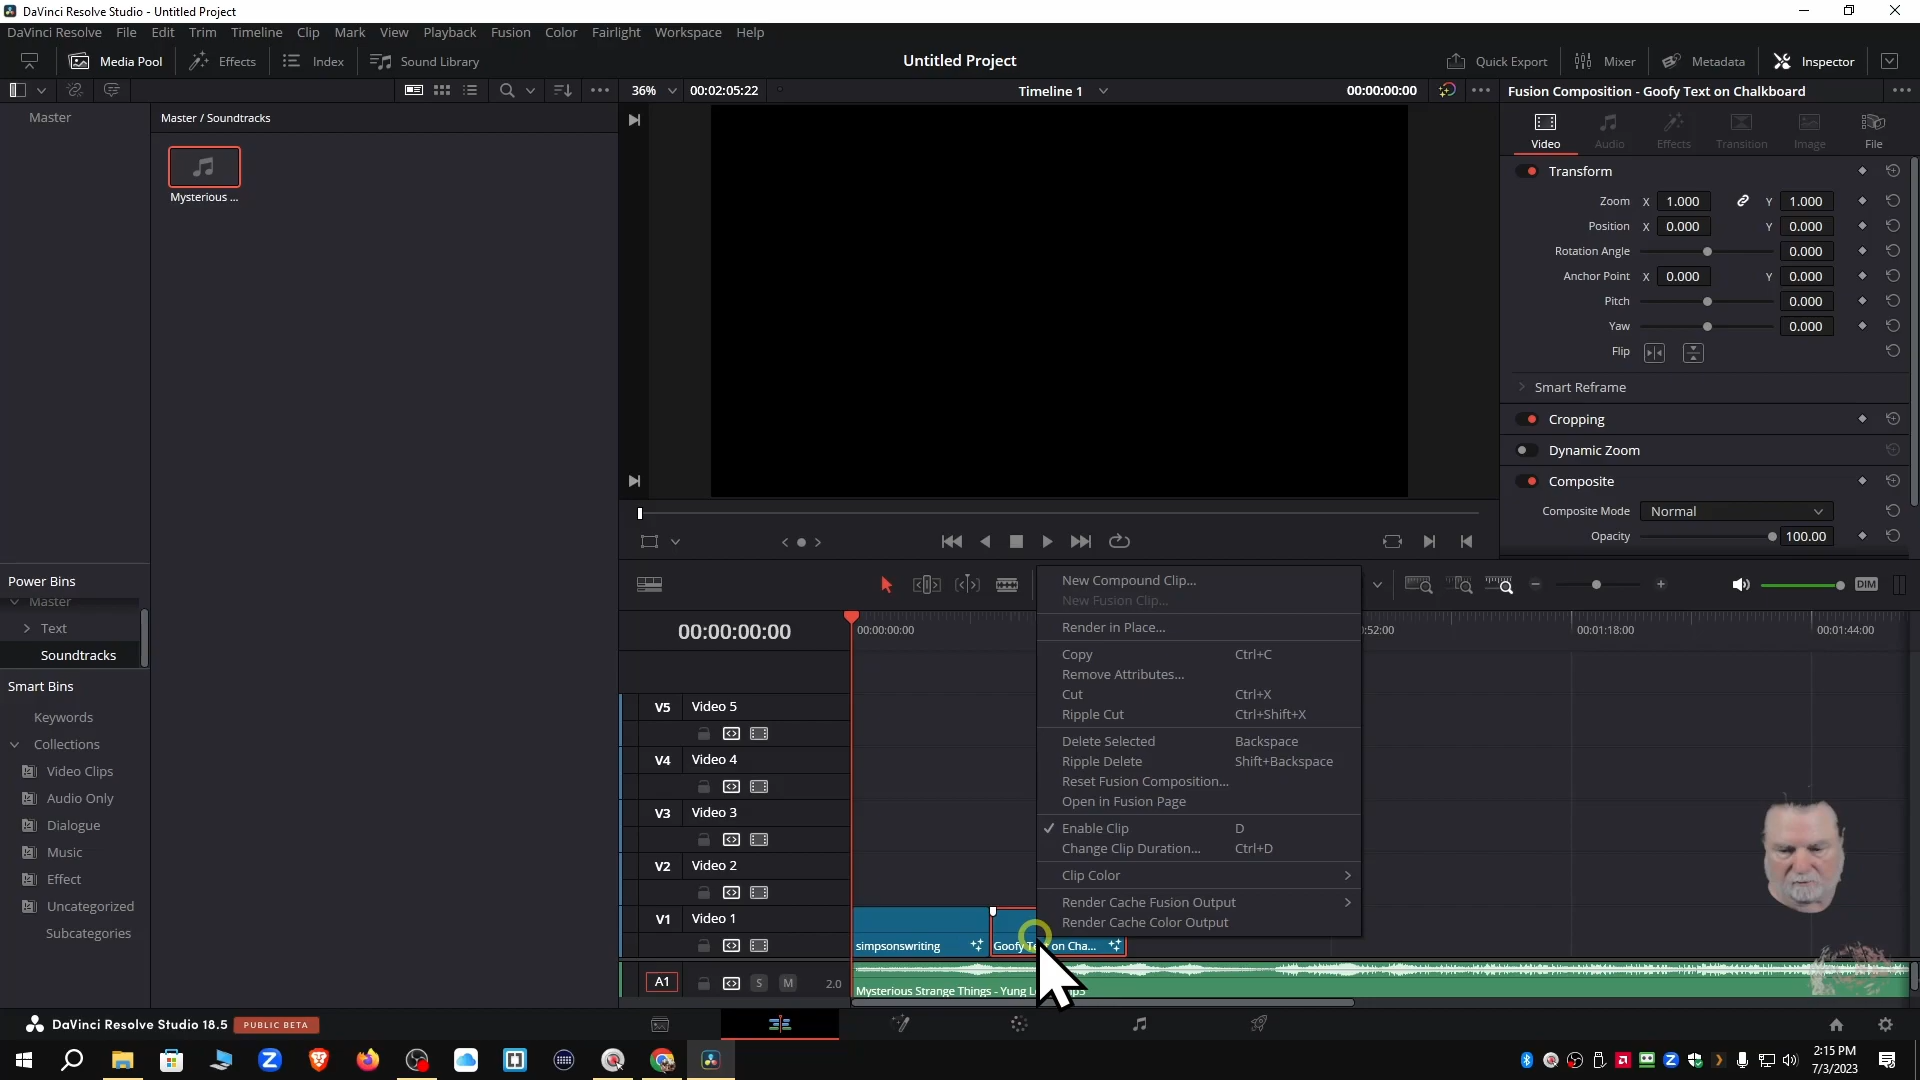 DaVinci Resolve Studio - Untitled Project
DaVinci Resolve File Edit Trim Timeline Clip Mark View Playback Fusion Color Fairlight Workspace Help
Media Pool Effects Index Sound Library Untitled Project Quick Export Mixer Metadata Inspector
36% 00:02:05:22 Timeline 1 00:00:00:00 Fusion Composition - Goofy Text on Chalkboard
Master
Master / Soundtracks
Mysterious ...
Video Audio Effects Transition Image File
Transform
Zoom X 1.000 Y 1.000
Position X 0.000 Y 0.000
Rotation Angle 0.000
Anchor Point X 0.000 Y 0.000
Pitch 0.000
Yaw 0.000
Flip
Smart Reframe
Cropping
Dynamic Zoom
Composite
Composite Mode Normal
Opacity 100.00
Power Bins
Master
Text
Soundtracks
Smart Bins
Keywords
Collections
Video Clips
Audio Only
Dialogue
Music
Effect
Uncategorized
Subcategories
DIM
00:00:00:00 00:00:00:00 :52:00 00:01:18:00 00:01:44:00
V5 Video 5
V4 Video 4
V3 Video 3
V2 Video 2
V1 Video 1
simpsonswriting Goofy T on Cha...
A1 S M 2.0
Mysterious Strange Things - Yung L
New Compound Clip...
New Fusion Clip...
Render in Place...
Copy Ctrl+C
Remove Attributes...
Cut Ctrl+X
Ripple Cut Ctrl+Shift+X
Delete Selected Backspace
Ripple Delete Shift+Backspace
Reset Fusion Composition...
Open in Fusion Page
Enable Clip D
Change Clip Duration... Ctrl+D
Clip Color
Render Cache Fusion Output
Render Cache Color Output
DaVinci Resolve Studio 18.5 PUBLIC BETA
2:15 PM
7/3/2023